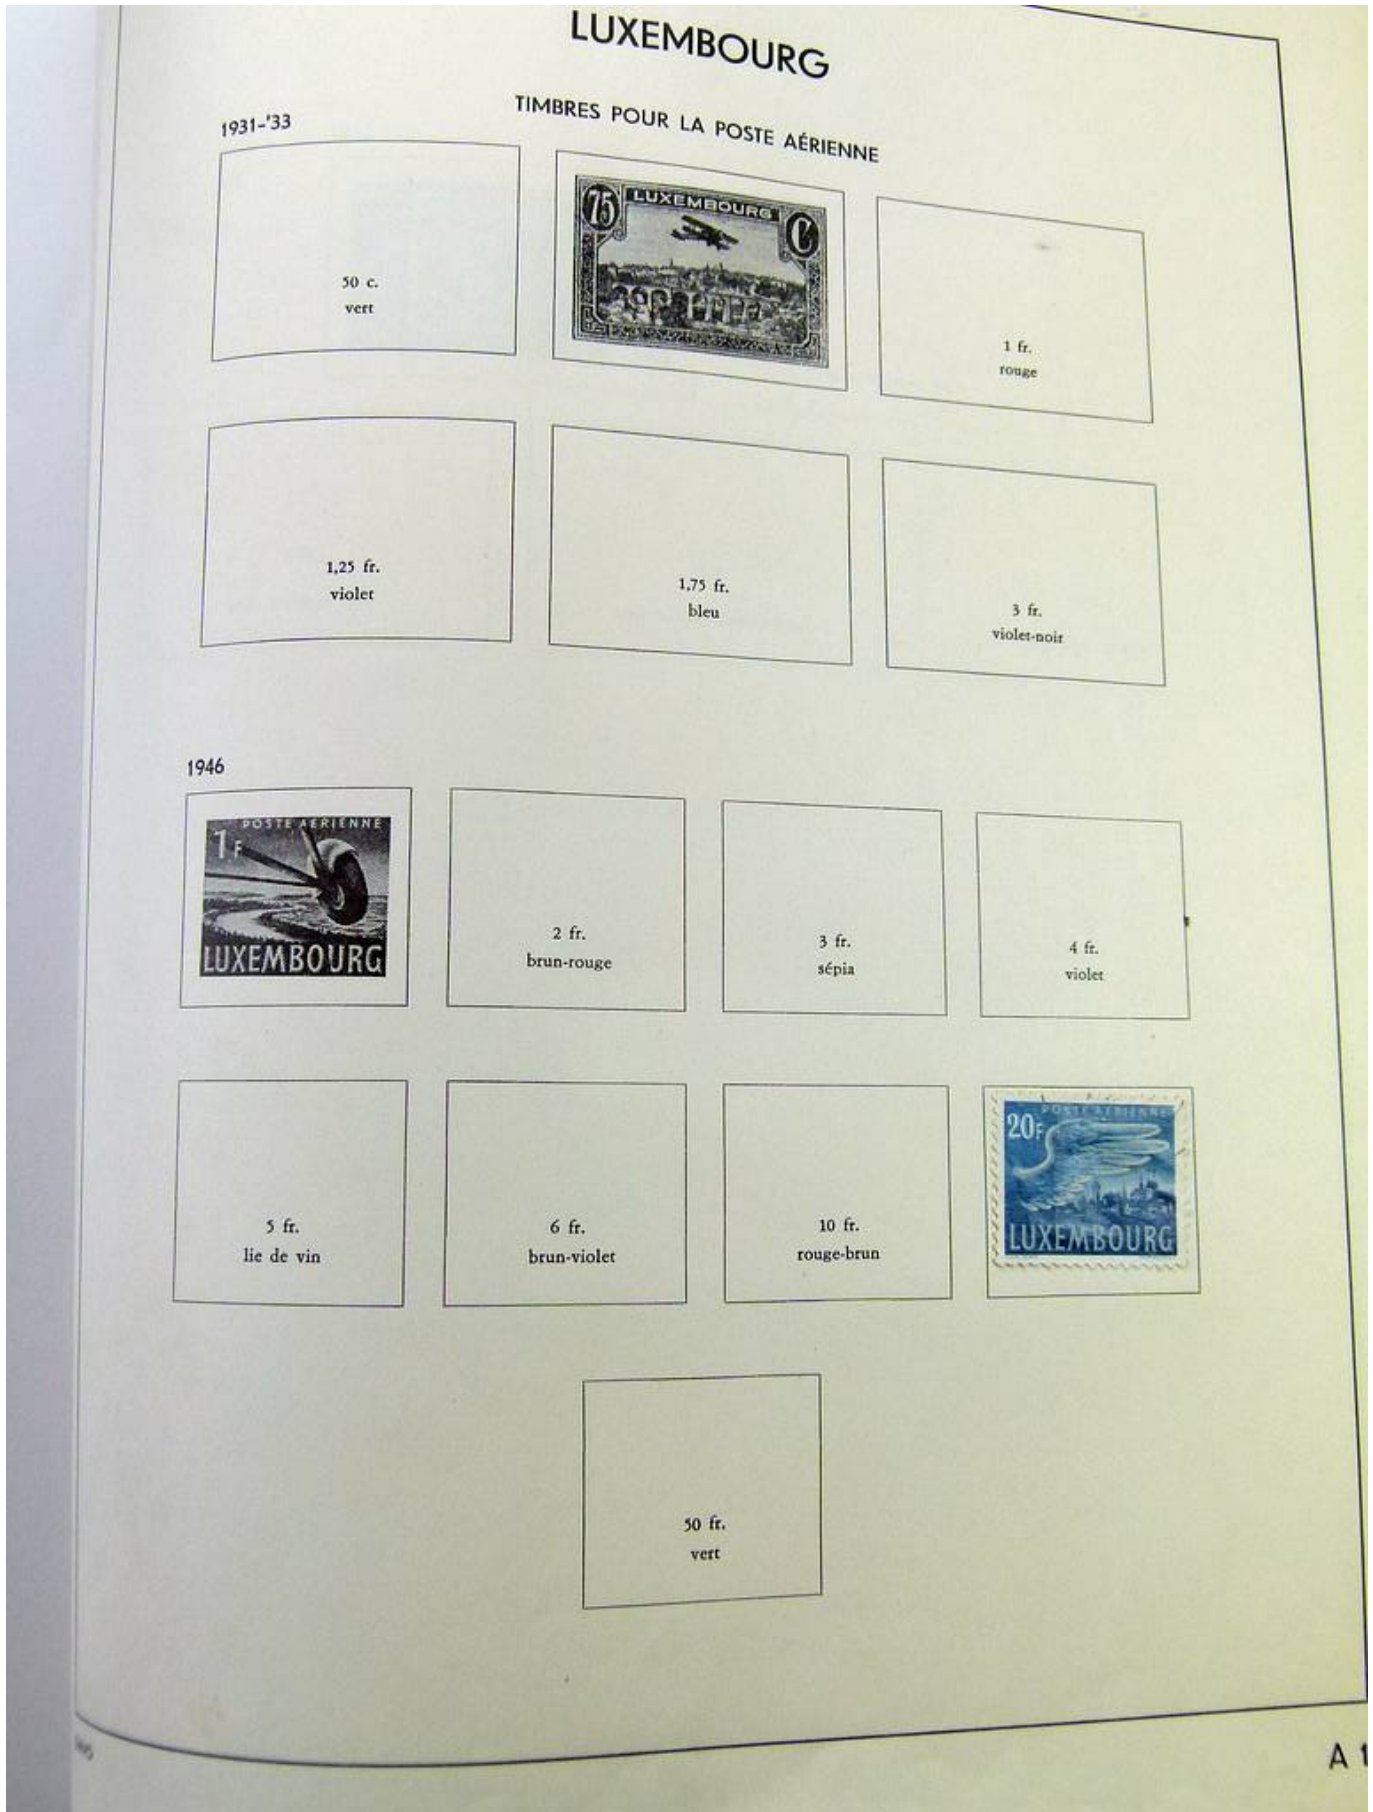 LUXEMBOURG
TIMBRES POUR LA POSTE AÉRIENNE
1931-'33
50 c.
vert
75 LUXEMBOURG C
1 fr.
rouge
1,25 fr.
violet
1,75 fr.
bleu
3 fr.
violet-noir
1946
POSTE AÉRIENNE
1F
LUXEMBOURG
2 fr.
brun-rouge
3 fr.
sépia
4 fr.
violet
5 fr.
lie de vin
6 fr.
brun-violet
10 fr.
rouge-brun
POSTE AÉRIENNE
20F
LUXEMBOURG
50 fr.
vert
A 1